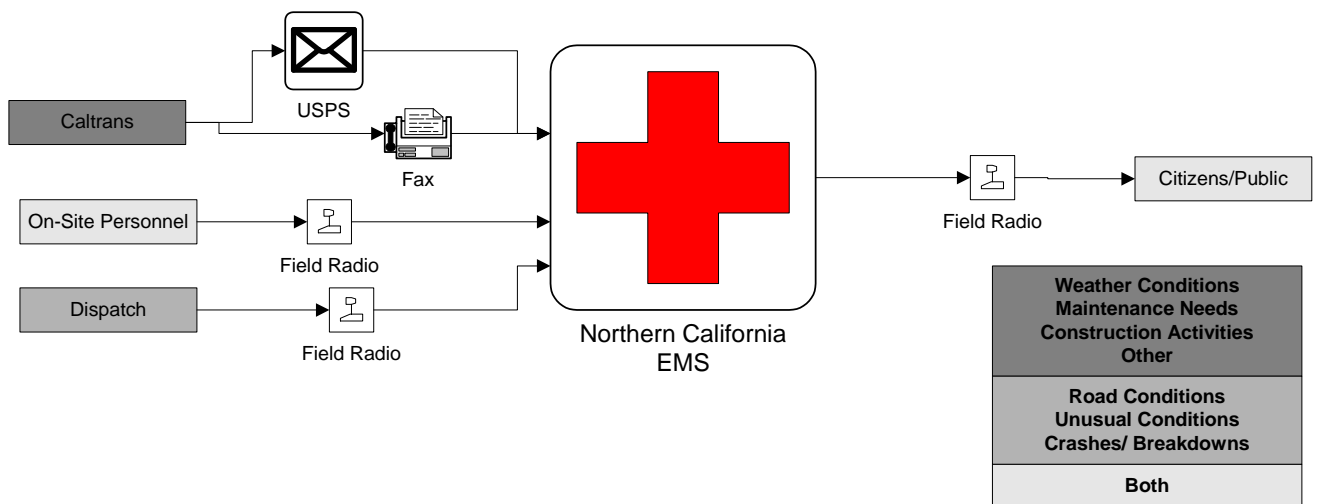 USPS
Caltrans
Fax
On-Site Personnel
Field Radio
Dispatch
Field Radio
Northern California
EMS
Field Radio
Citizens/Public
Weather Conditions
Maintenance Needs
Construction Activities
Other
Road Conditions
Unusual Conditions
Crashes/ Breakdowns
Both